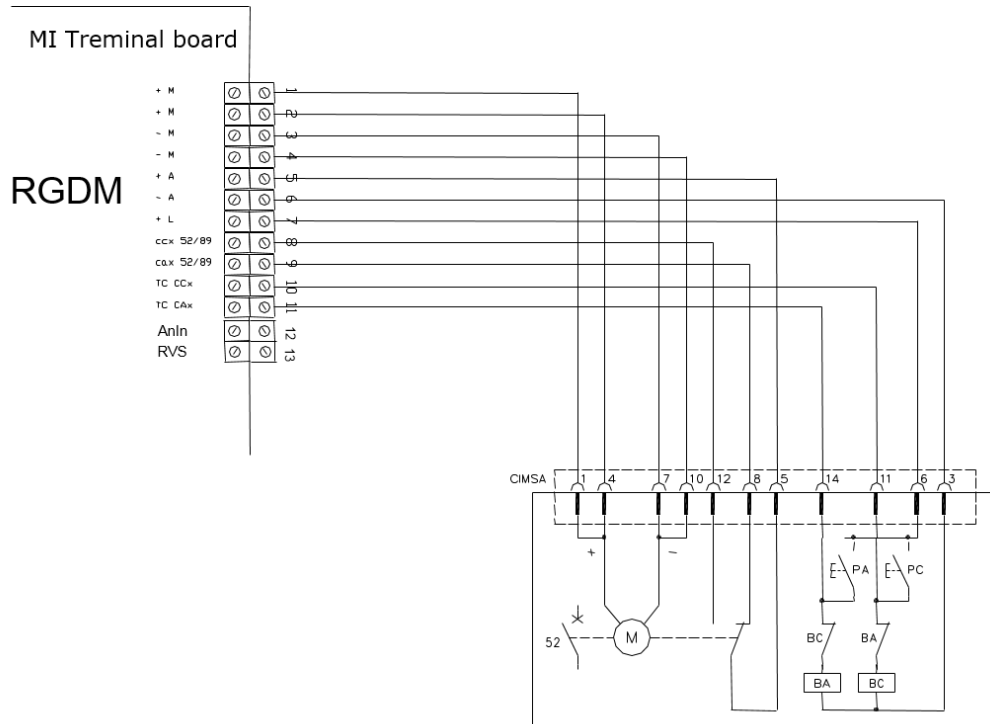 MI Treminal board
RGDM
+ M 1
+ M 2
- M 3
- M 4
+ A 5
- A 6
+ L 7
ccx 52/89 8
cax 52/89 9
TC CCx 10
TC CAx 11
AnIn 12
RVS 13
CIMSA 1 4 7 10 12 8 5 14 11 6 3
+ -
PA PC
52 M BC BA
BA BC